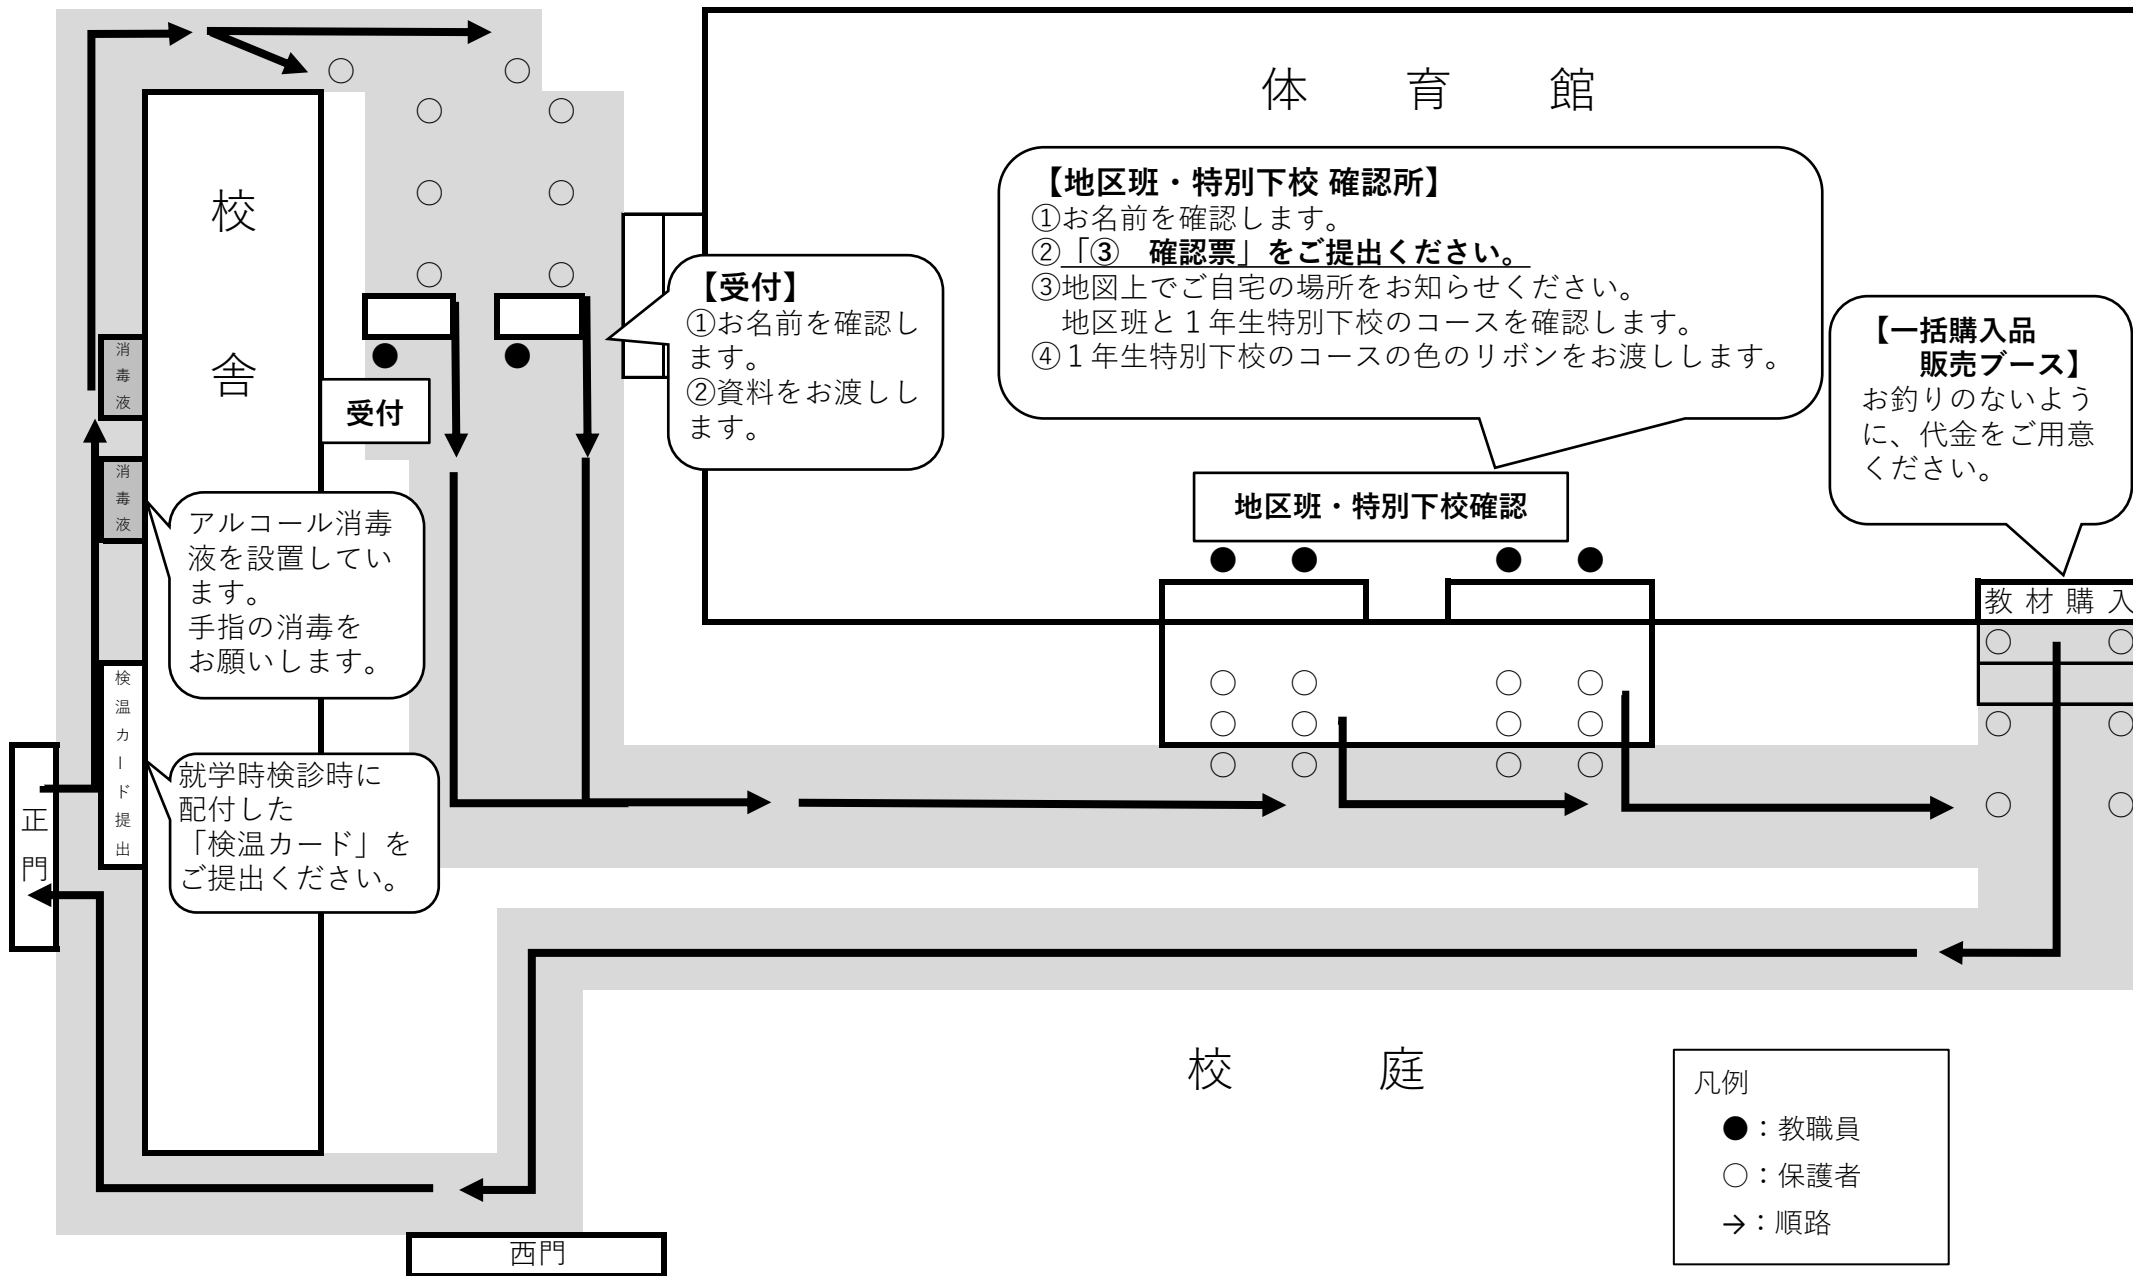 体育館
校舎
【地区班・特別下校 確認所】
①お名前を確認します。
②「③　確認票」をご提出ください。
③地図上でご自宅の場所をお知らせください。
地区班と１年生特別下校のコースを確認します。
④１年生特別下校のコースの色のリボンをお渡しします。
【受付】
①お名前を確認し
ます。
②資料をお渡しし
ます。
【一括購入品
販売ブース】
お釣りのないよう
に、代金をご用意
ください。
消毒液
受付
消毒液
アルコール消毒
液を設置してい
ます。
手指の消毒を
お願いします。
地区班・特別下校確認
教材購入
検温カード提出
就学時検診時に
配付した
「検温カード」を
ご提出ください。
正門
校庭
凡例
●：教職員
○：保護者
→：順路
西門